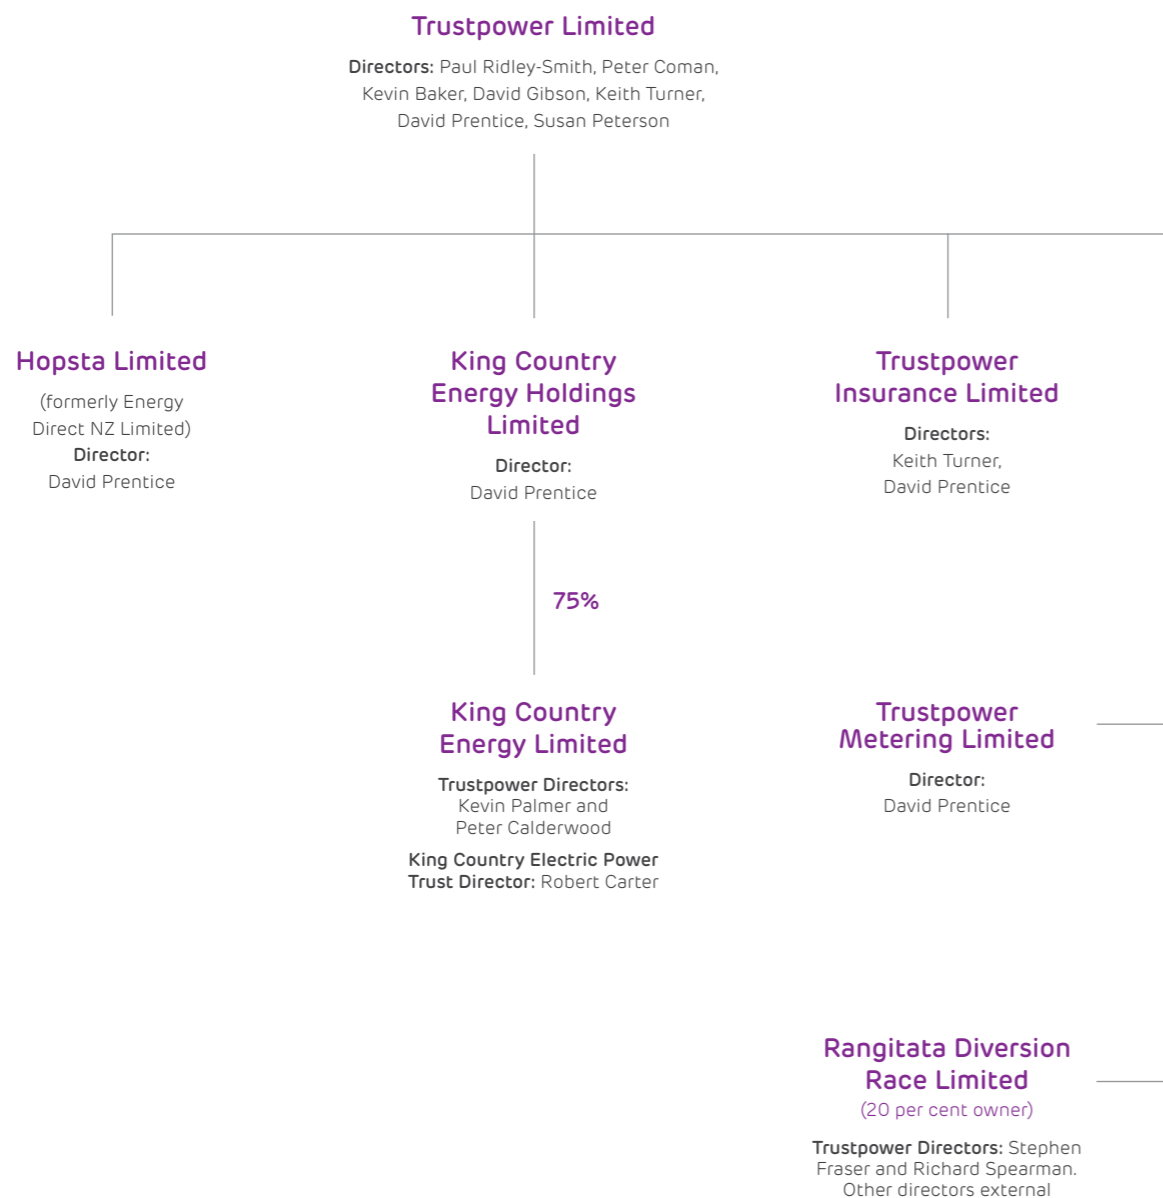 Trustpower Limited
Directors: Paul Ridley-Smith, Peter Coman,
Kevin Baker, David Gibson, Keith Turner,
David Prentice, Susan Peterson
Hopsta Limited
(formerly Energy
Direct NZ Limited)
Director:
David Prentice
King Country
Energy Holdings
Limited
Director:
David Prentice
Trustpower
Insurance Limited
Directors:
Keith Turner,
David Prentice
75%
King Country
Energy Limited
Trustpower Directors:
Kevin Palmer and
Peter Calderwood
King Country Electric Power
Trust Director: Robert Carter
Trustpower
Metering Limited
Director:
David Prentice
Rangitata Diversion
Race Limited
(20 per cent owner)
Trustpower Directors: Stephen
Fraser and Richard Spearman.
Other directors external